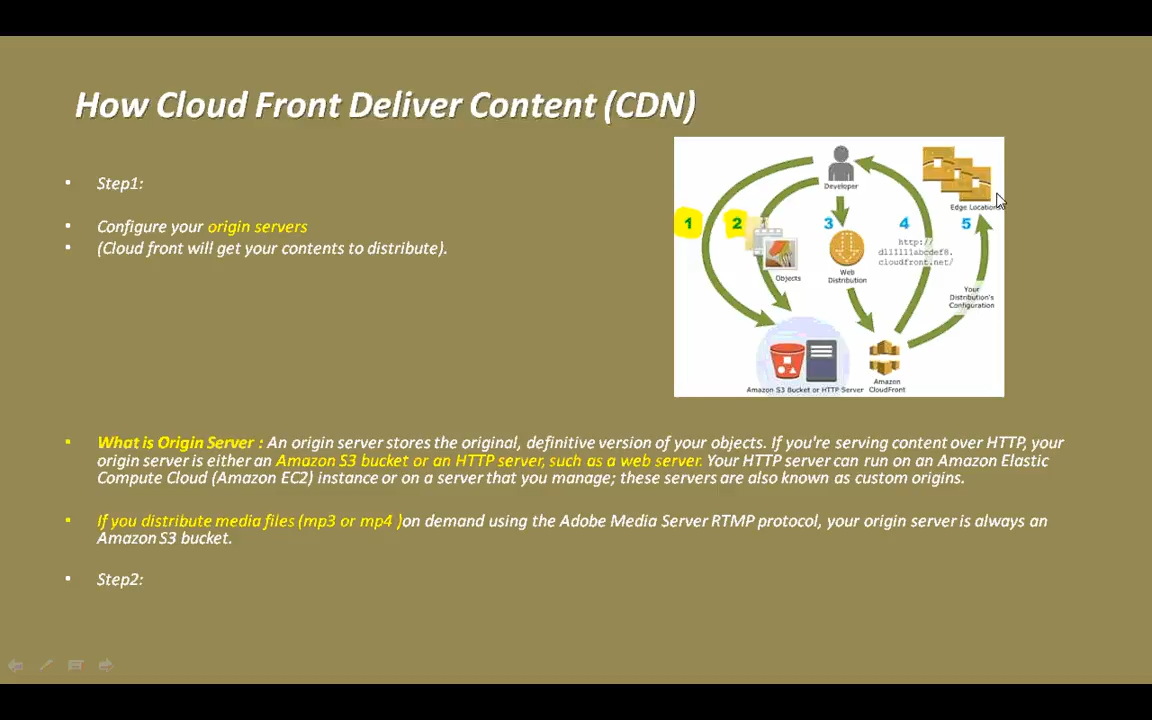 How Cloud Front Deliver Content (CDN)
• Step1:
• Configure your origin servers
• (Cloud front will get your contents to distribute).
Developer
Edge Location
1
2
3
4
5
Objects
Web
Distribution
http://
d111111abcdef8.
cloudfront.net/
Your
Distribution's
Configuration
Amazon S3 Bucket or HTTP Server
Amazon
CloudFront
• What is Origin Server : An origin server stores the original, definitive version of your objects. If you're serving content over HTTP, your
origin server is either an Amazon S3 bucket or an HTTP server, such as a web server. Your HTTP server can run on an Amazon Elastic
Compute Cloud (Amazon EC2) instance or on a server that you manage; these servers are also known as custom origins.
• If you distribute media files (mp3 or mp4 )on demand using the Adobe Media Server RTMP protocol, your origin server is always an
Amazon S3 bucket.
• Step2: